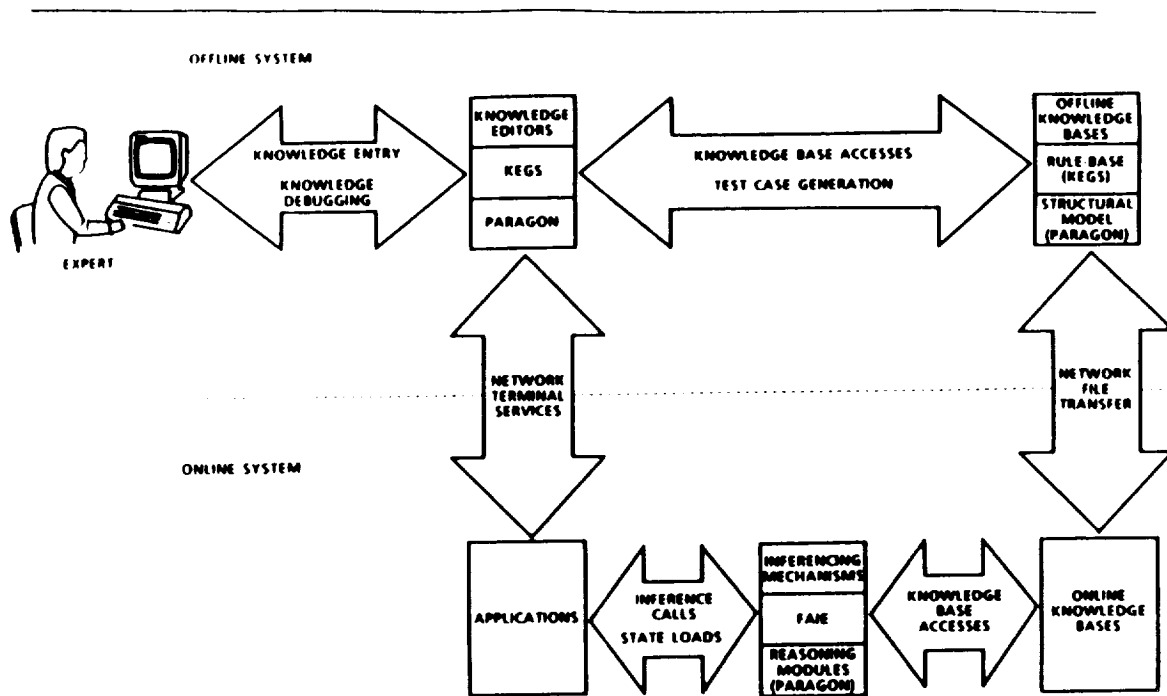 OFFLINE SYSTEM
EXPERT
KNOWLEDGE ENTRY
KNOWLEDGE
DEBUGGING
KNOWLEDGE
EDITORS
KEGS
PARAGON
KNOWLEDGE BASE ACCESSES
TEST CASE GENERATION
OFFLINE
KNOWLEDGE
BASES
RULE-BASE
(KEGS)
STRUCTURAL
MODEL
(PARAGON)
NETWORK
TERMINAL
SERVICES
NETWORK
FILE
TRANSFER
ONLINE SYSTEM
APPLICATIONS
INFERENCE
CALLS
STATE LOADS
INFERENCING
MECHANISMS
FAIE
REASONING
MODULES
(PARAGON)
KNOWLEDGE
BASE
ACCESSES
ONLINE
KNOWLEDGE
BASES